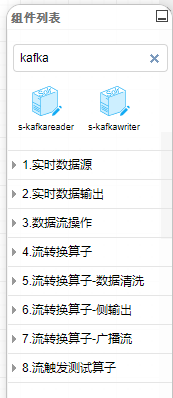 组件列表
kafka
s-kafkareader s-kafkawriter
1.实时数据源
2.实时数据输出
3.数据流操作
4.流转换算子
5.流转换算子-数据清洗
6.流转换算子-侧输出
7.流转换算子-广播流
8.流触发测试算子